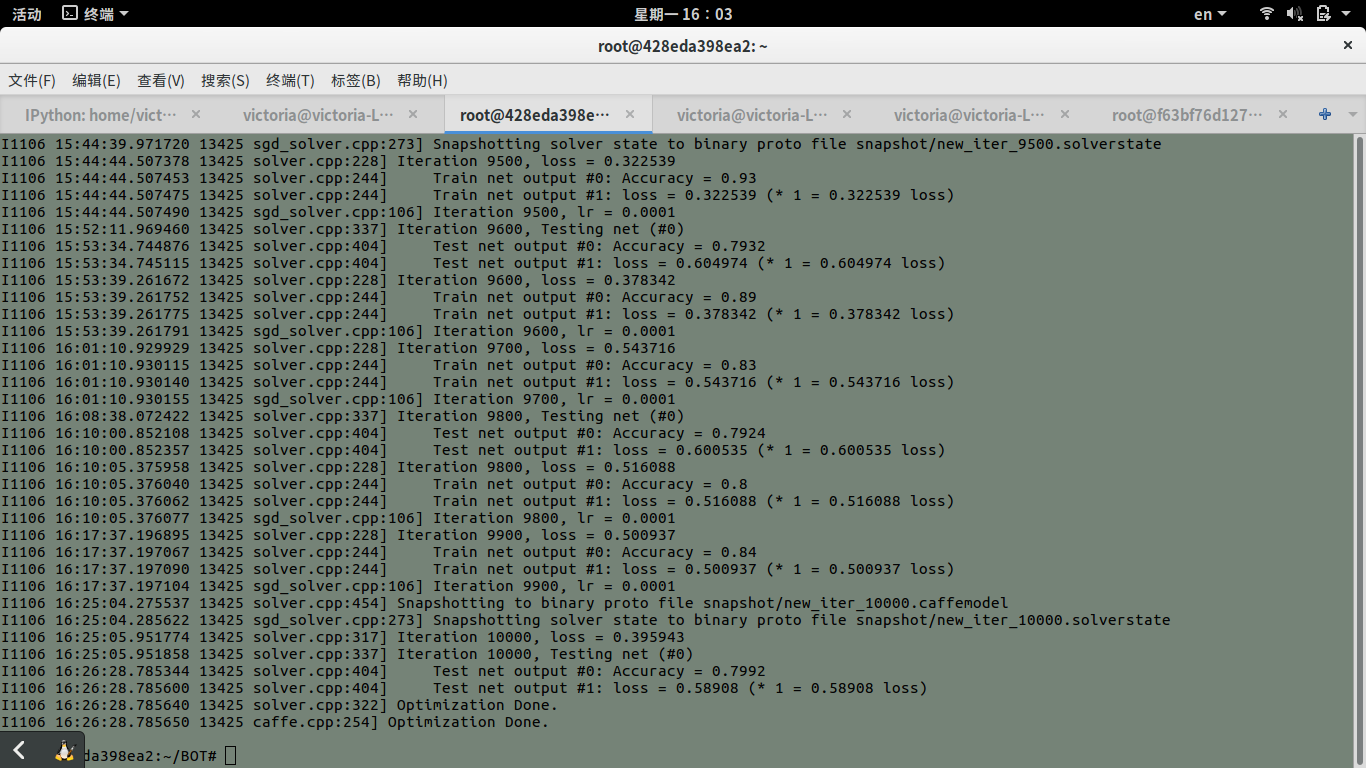 活动 终端 星期一 16：03 en
root@428eda398ea2: ~ ×
文件(F) 编辑(E) 查看(V) 搜索(S) 终端(T) 标签(B) 帮助(H)
IPython: home/vict··· × victoria@victoria-L··· × root@428eda398e··· × victoria@victoria-L··· × victoria@victoria-L··· × root@f63bf76d127··· ×
I1106 15:44:39.971720 13425 sgd_solver.cpp:273] Snapshotting solver state to binary proto file snapshot/new_iter_9500.solverstate
I1106 15:44:44.507378 13425 solver.cpp:228] Iteration 9500, loss = 0.322539
I1106 15:44:44.507453 13425 solver.cpp:244]     Train net output #0: Accuracy = 0.93
I1106 15:44:44.507475 13425 solver.cpp:244]     Train net output #1: loss = 0.322539 (* 1 = 0.322539 loss)
I1106 15:44:44.507490 13425 sgd_solver.cpp:106] Iteration 9500, lr = 0.0001
I1106 15:52:11.969460 13425 solver.cpp:337] Iteration 9600, Testing net (#0)
I1106 15:53:34.744876 13425 solver.cpp:404]     Test net output #0: Accuracy = 0.7932
I1106 15:53:34.745115 13425 solver.cpp:404]     Test net output #1: loss = 0.604974 (* 1 = 0.604974 loss)
I1106 15:53:39.261672 13425 solver.cpp:228] Iteration 9600, loss = 0.378342
I1106 15:53:39.261752 13425 solver.cpp:244]     Train net output #0: Accuracy = 0.89
I1106 15:53:39.261775 13425 solver.cpp:244]     Train net output #1: loss = 0.378342 (* 1 = 0.378342 loss)
I1106 15:53:39.261791 13425 sgd_solver.cpp:106] Iteration 9600, lr = 0.0001
I1106 16:01:10.929929 13425 solver.cpp:228] Iteration 9700, loss = 0.543716
I1106 16:01:10.930115 13425 solver.cpp:244]     Train net output #0: Accuracy = 0.83
I1106 16:01:10.930140 13425 solver.cpp:244]     Train net output #1: loss = 0.543716 (* 1 = 0.543716 loss)
I1106 16:01:10.930155 13425 sgd_solver.cpp:106] Iteration 9700, lr = 0.0001
I1106 16:08:38.072422 13425 solver.cpp:337] Iteration 9800, Testing net (#0)
I1106 16:10:00.852108 13425 solver.cpp:404]     Test net output #0: Accuracy = 0.7924
I1106 16:10:00.852357 13425 solver.cpp:404]     Test net output #1: loss = 0.600535 (* 1 = 0.600535 loss)
I1106 16:10:05.375958 13425 solver.cpp:228] Iteration 9800, loss = 0.516088
I1106 16:10:05.376040 13425 solver.cpp:244]     Train net output #0: Accuracy = 0.8
I1106 16:10:05.376062 13425 solver.cpp:244]     Train net output #1: loss = 0.516088 (* 1 = 0.516088 loss)
I1106 16:10:05.376077 13425 sgd_solver.cpp:106] Iteration 9800, lr = 0.0001
I1106 16:17:37.196895 13425 solver.cpp:228] Iteration 9900, loss = 0.500937
I1106 16:17:37.197067 13425 solver.cpp:244]     Train net output #0: Accuracy = 0.84
I1106 16:17:37.197090 13425 solver.cpp:244]     Train net output #1: loss = 0.500937 (* 1 = 0.500937 loss)
I1106 16:17:37.197104 13425 sgd_solver.cpp:106] Iteration 9900, lr = 0.0001
I1106 16:25:04.275537 13425 solver.cpp:454] Snapshotting to binary proto file snapshot/new_iter_10000.caffemodel
I1106 16:25:04.285622 13425 sgd_solver.cpp:273] Snapshotting solver state to binary proto file snapshot/new_iter_10000.solverstate
I1106 16:25:05.951774 13425 solver.cpp:317] Iteration 10000, loss = 0.395943
I1106 16:25:05.951858 13425 solver.cpp:337] Iteration 10000, Testing net (#0)
I1106 16:26:28.785344 13425 solver.cpp:404]     Test net output #0: Accuracy = 0.7992
I1106 16:26:28.785600 13425 solver.cpp:404]     Test net output #1: loss = 0.58908 (* 1 = 0.58908 loss)
I1106 16:26:28.785640 13425 solver.cpp:322] Optimization Done.
I1106 16:26:28.785650 13425 caffe.cpp:254] Optimization Done.
da398ea2:~/BOT#